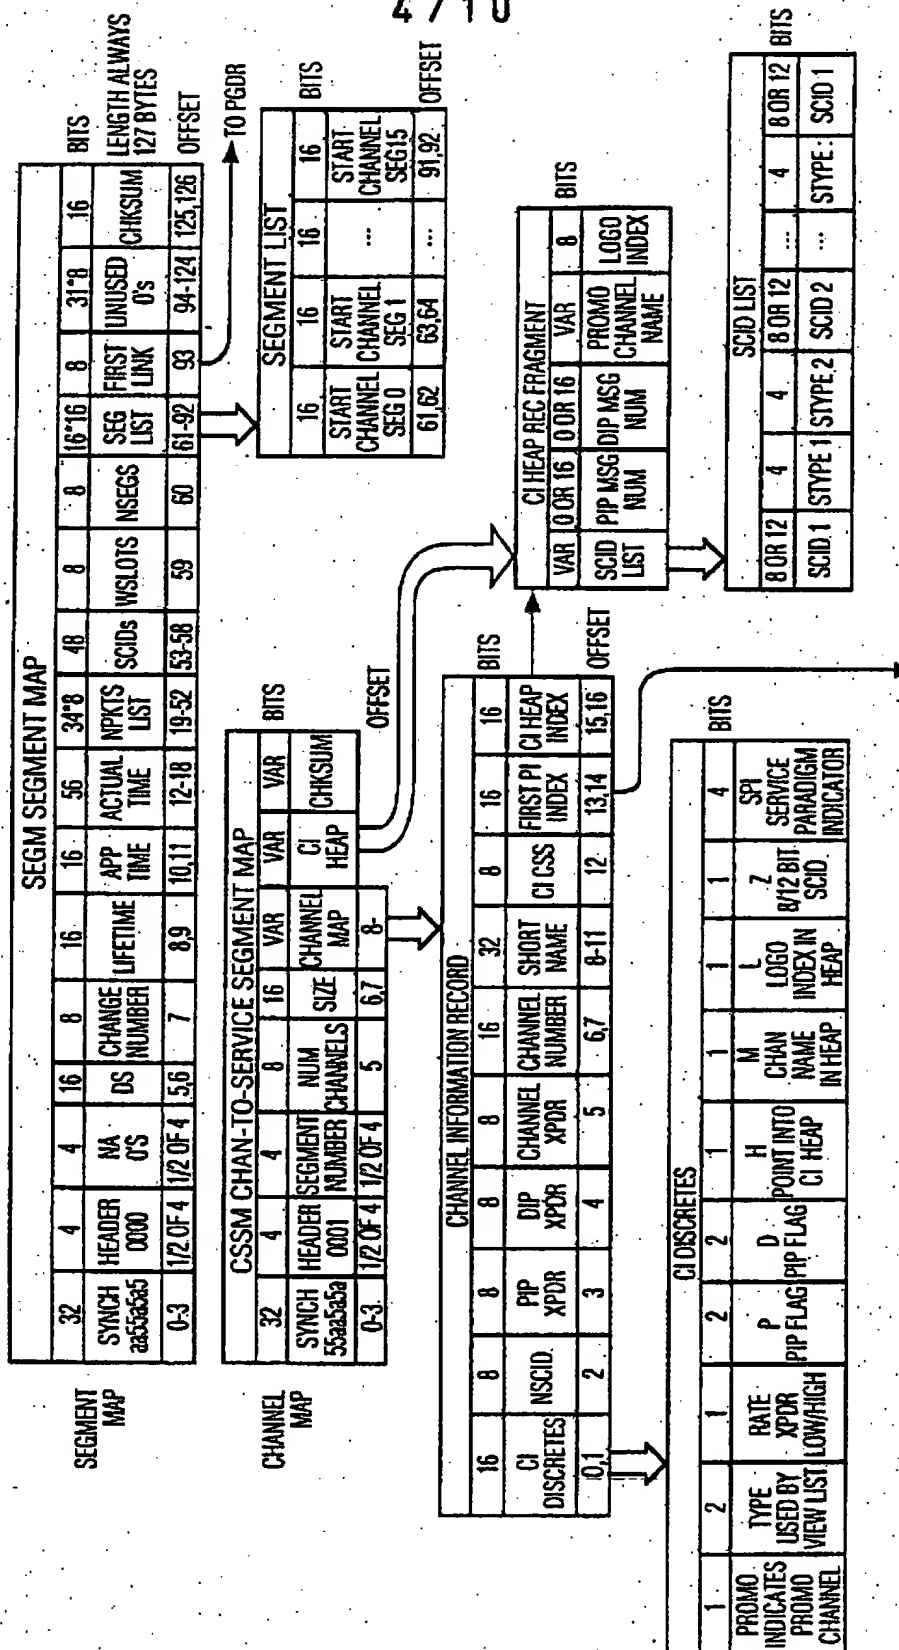 4/10
SEGMENT MAP
SEGM SEGMENT MAP
32 4 4 16 8 16 16 56 34*8 48 8 8 16*16 8 31*8 16 BITS
SYNCH aa55a5a5 HEADER 0000 NA 0'S DS CHANGE NUMBER LIFETIME APP TIME ACTUAL TIME NPKTS LIST SCIDs WSLOTS NSEGS SEG LIST FIRST LINK UNUSED 0's CHKSUM LENGTH ALWAYS 127 BYTES
0-3 1/2 OF 4 1/2 OF 4 5,6 7 8,9 10,11 12-18 19-52 53-58 59 60 61-92 93 94-124 125,126 OFFSET
TO PGDR
SEGMENT LIST
16 16 16 16 BITS
START CHANNEL SEG 0 START CHANNEL SEG 1 ... START CHANNEL SEG15
61,62 63,64 ... 91,92 OFFSET
CHANNEL MAP
CSSM CHAN-TO-SERVICE SEGMENT MAP
32 4 4 8 16 VAR VAR VAR BITS
SYNCH 55aa5a5a HEADER 0001 SEGMENT NUMBER NUM CHANNELS SIZE CHANNEL MAP CI HEAP CHKSUM
0-3 1/2 OF 4 1/2 OF 4 5 6,7 8- OFFSET
CHANNEL INFORMATION RECORD
16 8 8 8 8 16 32 8 16 16 BITS
CI DISCRETES NSCID PIP XPDR DIP XPDR CHANNEL XPDR CHANNEL NUMBER SHORT NAME CI CSS FIRST PI INDEX CI HEAP INDEX
0,1 2 3 4 5 6,7 8-11 12 13,14 15,16 OFFSET
CI HEAP REC FRAGMENT
VAR 0 OR 16 0 OR 16 VAR 8 BITS
SCID LIST PIP MSG NUM DIP MSG NUM PROMO CHANNEL NAME LOGO INDEX
CI DISCRETES
1 2 1 2 2 1 1 1 1 4 BITS
PROMO INDICATES PROMO CHANNEL TYPE USED BY VIEW LIST RATE XPDR LOW/HIGH P PIP FLAG D PIP FLAG H POINT INTO CI HEAP M CHAN NAME IN HEAP L LOGO INDEX IN HEAP Z 8/12 BIT SCID SPI SERVICE PARADIGM INDICATOR
SCID LIST
8 OR 12 4 4 8 OR 12 ... 4 8 OR 12 BITS
SCID 1 STYPE 1 STYPE 2 SCID 2 ... STYPE : SCID 1